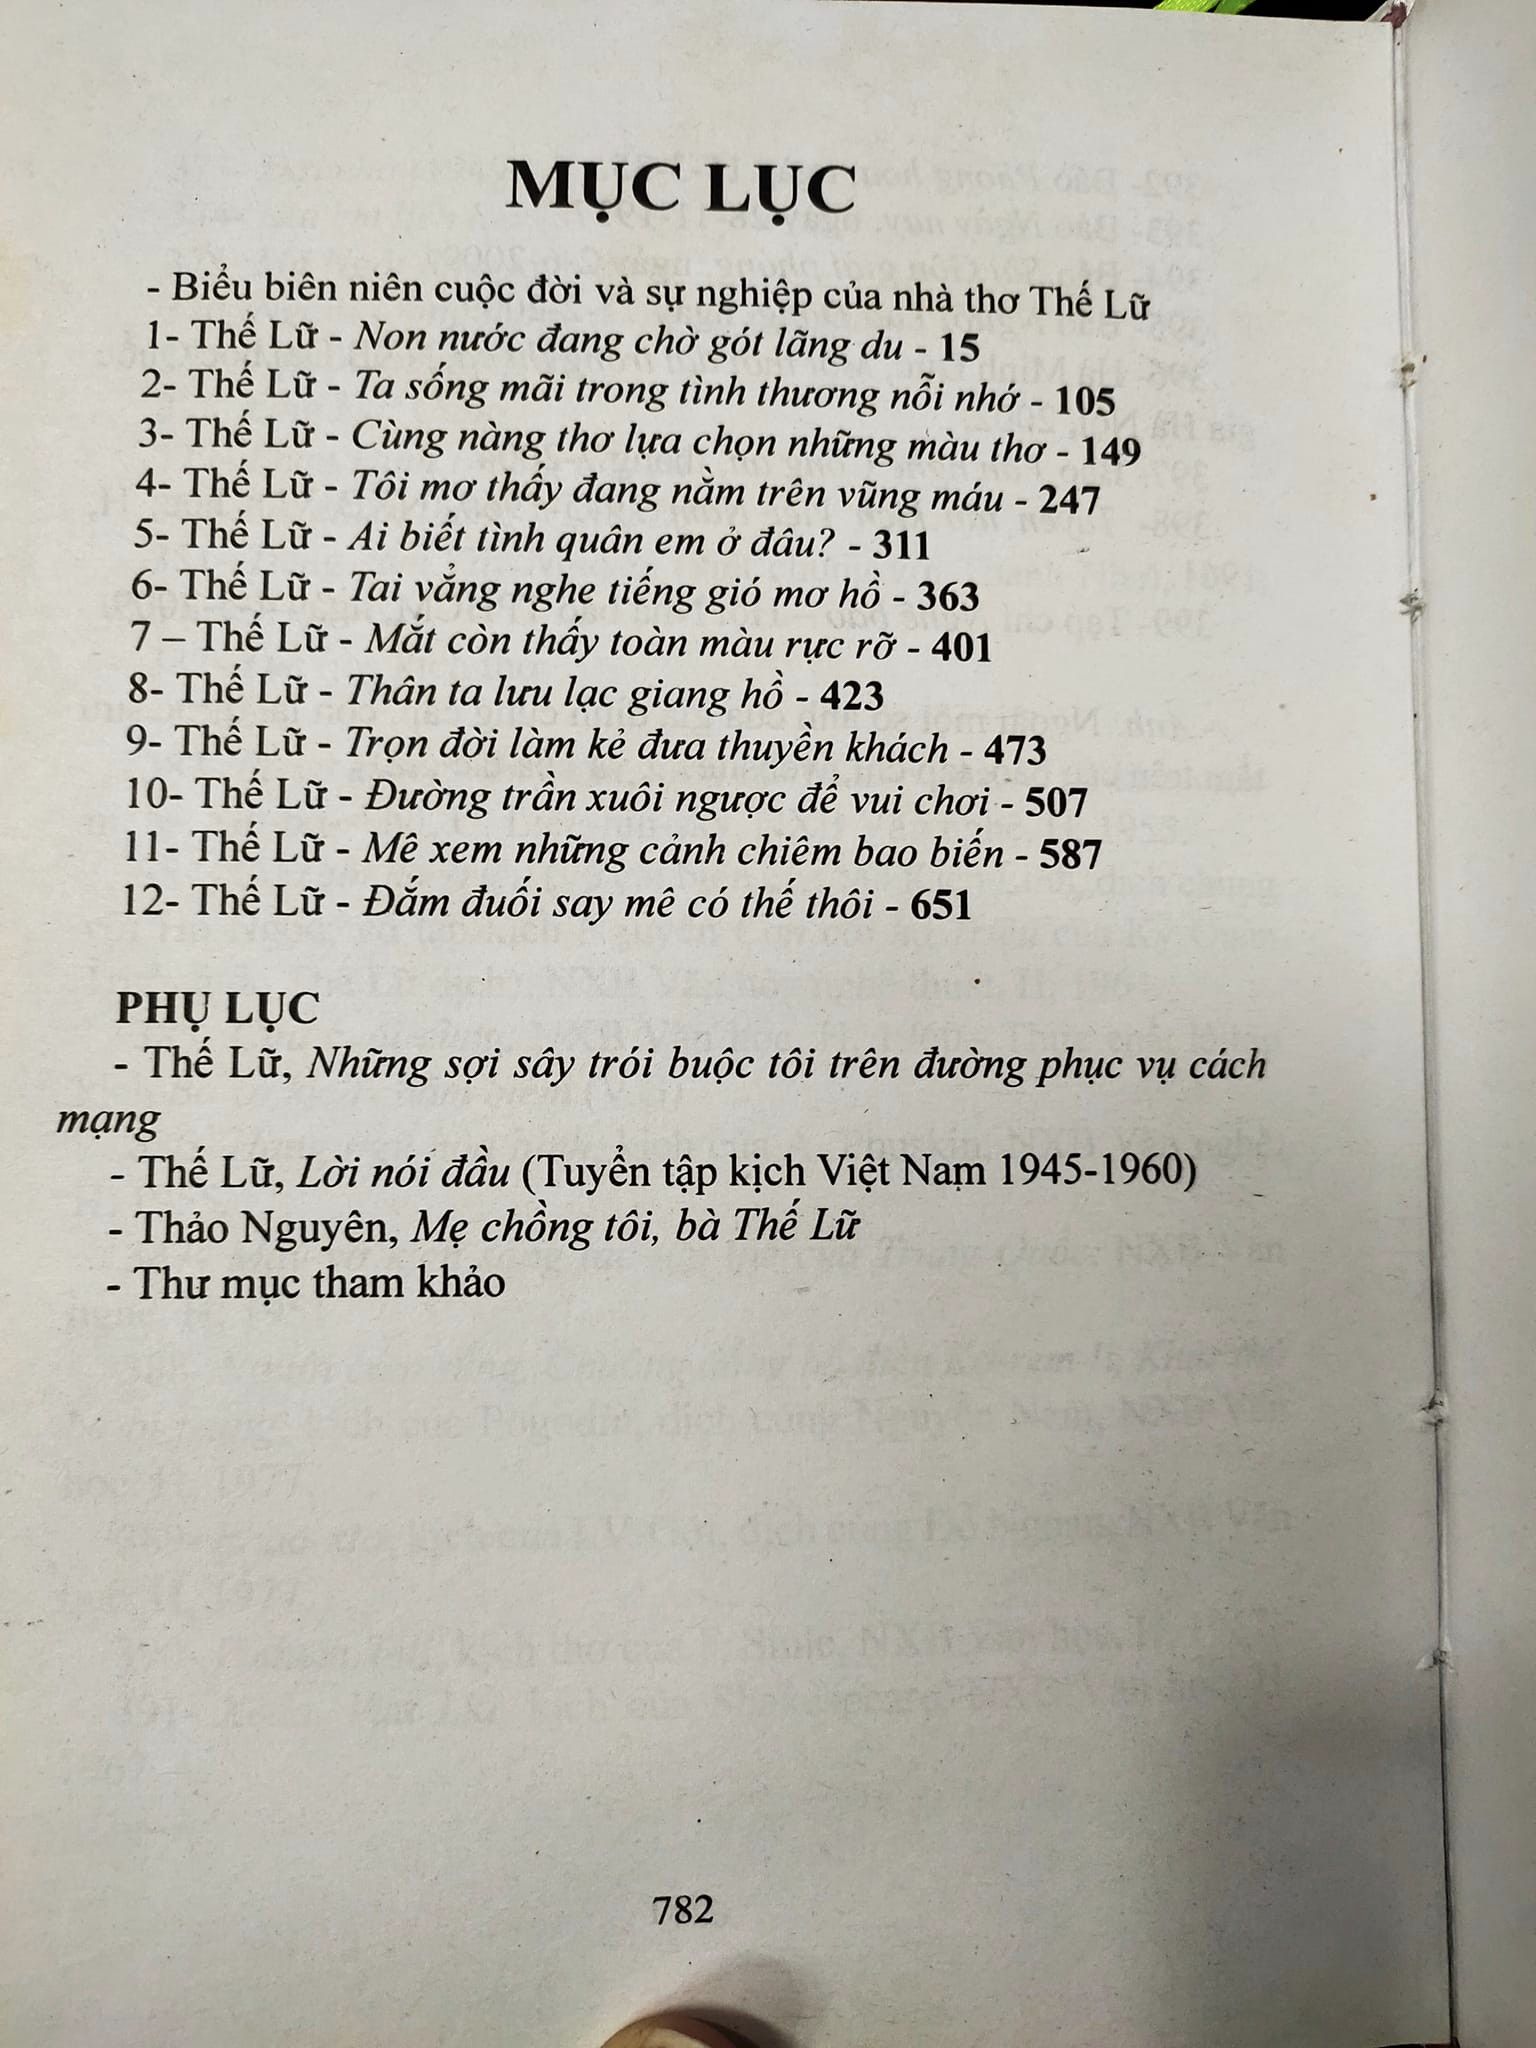 MỤC LỤC
- Biểu biên niên cuộc đời và sự nghiệp của nhà thơ Thế Lữ
1- Thế Lữ - Non nước đang chờ gót lãng du - 15
2- Thế Lữ - Ta sống mãi trong tình thương nỗi nhớ - 105
3- Thế Lữ - Cùng nàng thơ lựa chọn những màu thơ - 149
4- Thế Lữ - Tôi mơ thấy đang nằm trên vũng máu - 247
5- Thế Lữ - Ai biết tình quân em ở đâu? - 311
6- Thế Lữ - Tai vẳng nghe tiếng gió mơ hồ - 363
7 – Thế Lữ - Mắt còn thấy toàn màu rực rỡ - 401
8- Thế Lữ - Thân ta lưu lạc giang hồ - 423
9- Thế Lữ - Trọn đời làm kẻ đưa thuyền khách - 473
10- Thế Lữ - Đường trần xuôi ngược để vui chơi - 507
11- Thế Lữ - Mê xem những cảnh chiêm bao biến - 587
12- Thế Lữ - Đắm đuối say mê có thế thôi - 651
PHỤ LỤC
- Thế Lữ, Những sợi sây trói buộc tôi trên đường phục vụ cách
mạng
- Thế Lữ, Lời nói đầu (Tuyển tập kịch Việt Nam 1945-1960)
- Thảo Nguyên, Mẹ chồng tôi, bà Thế Lữ
- Thư mục tham khảo
782